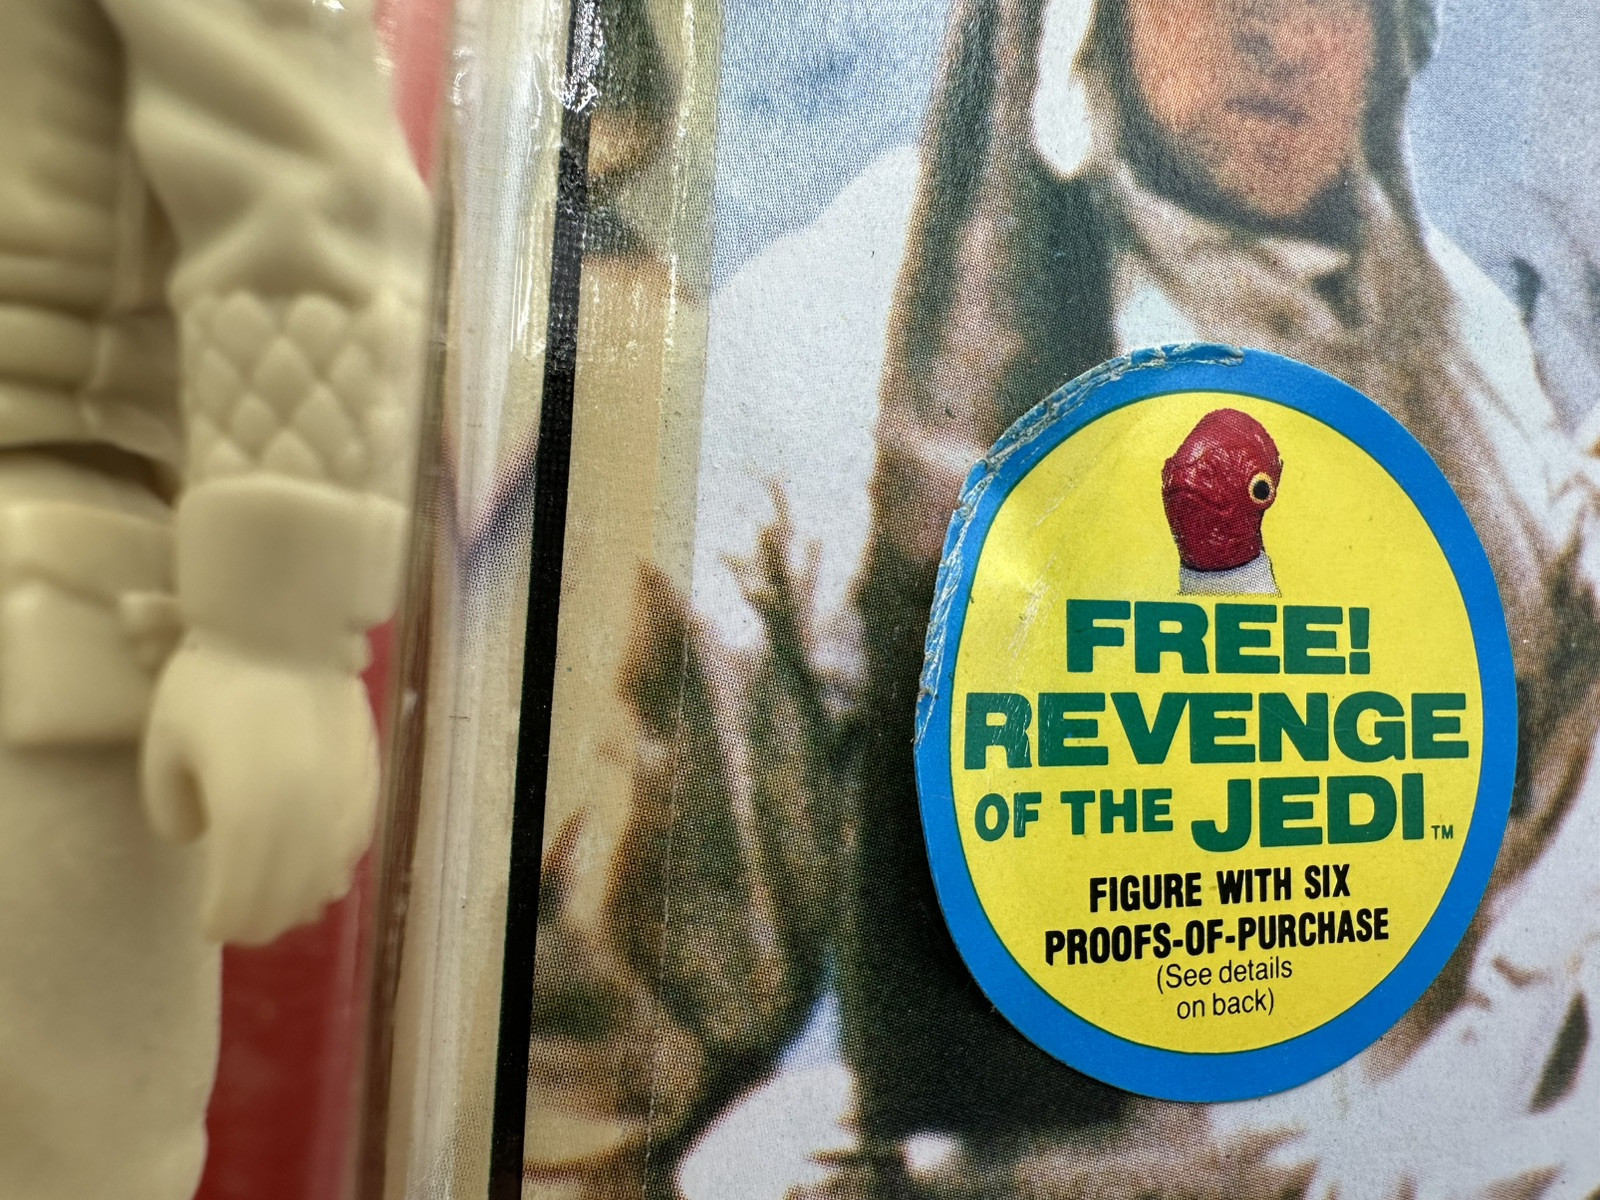 FREE!
REVENGE
OF THE JEDI™
FIGURE WITH SIX
PROOFS-OF-PURCHASE
(See details
on back)